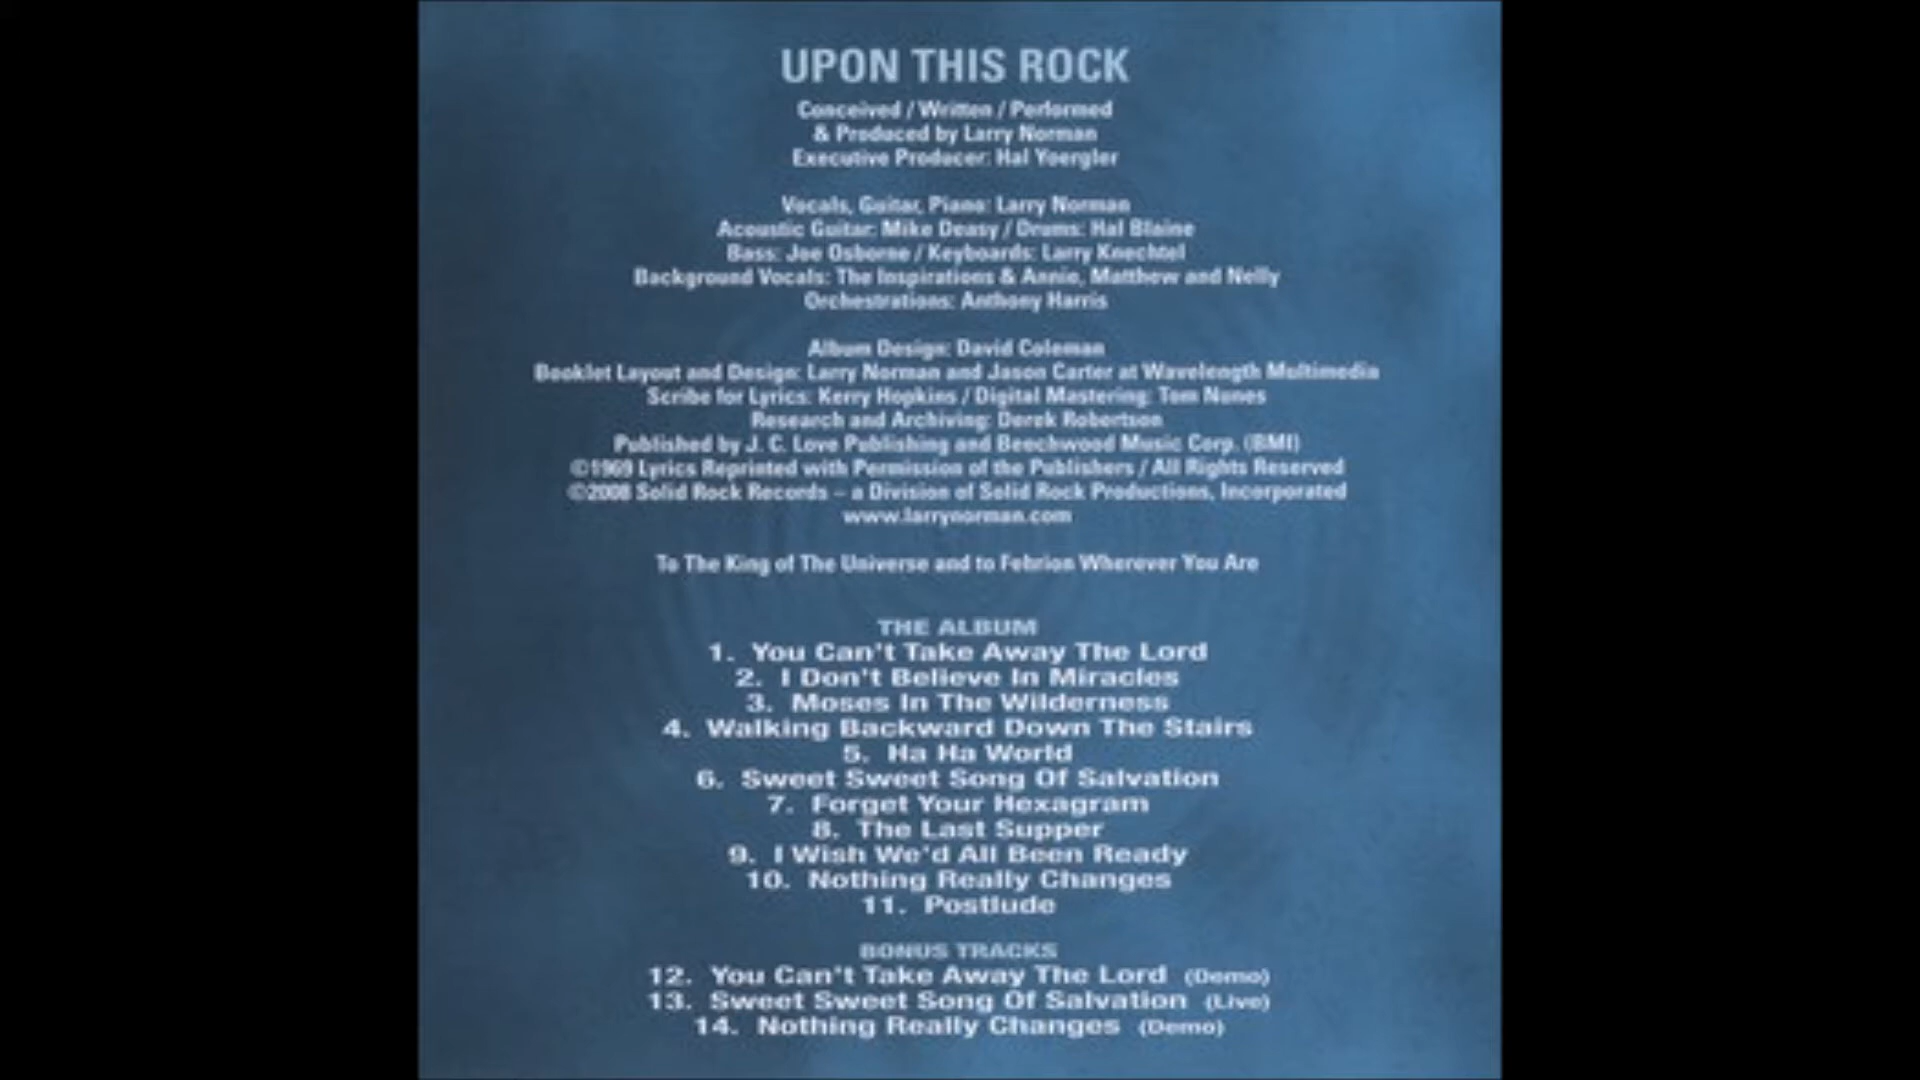 UPON THIS ROCK
Conceived / Written / Performed
& Produced by Larry Norman
Executive Producer: Hal Yoergler
Vocals, Guitar, Piano: Larry Norman
Acoustic Guitar: Mike Deasy / Drums: Hal Blaine
Bass: Joe Osborne / Keyboards: Larry Knechtel
Background Vocals: The Inspirations & Annie, Matthew and Nelly
Orchestrations: Anthony Harris
Album Design: David Coleman
Booklet Layout and Design: Larry Norman and Jason Carter at Wavelength Multimedia
Scribe for Lyrics: Kerry Hopkins / Digital Mastering: Tom Nunes
Research and Archiving: Derek Robertson
Published by J. C. Love Publishing and Beechwood Music Corp. (BMI)
©1969 Lyrics Reprinted with Permission of the Publishers / All Rights Reserved
©2008 Solid Rock Records – a Division of Solid Rock Productions, Incorporated
www.larrynorman.com
To The King of The Universe and to Febrion Wherever You Are
THE ALBUM
1. You Can't Take Away The Lord
2. I Don't Believe In Miracles
3. Moses In The Wilderness
4. Walking Backward Down The Stairs
5. Ha Ha World
6. Sweet Sweet Song Of Salvation
7. Forget Your Hexagram
8. The Last Supper
9. I Wish We'd All Been Ready
10. Nothing Really Changes
11. Postlude
BONUS TRACKS
12. You Can't Take Away The Lord (Demo)
13. Sweet Sweet Song Of Salvation (Live)
14. Nothing Really Changes (Demo)